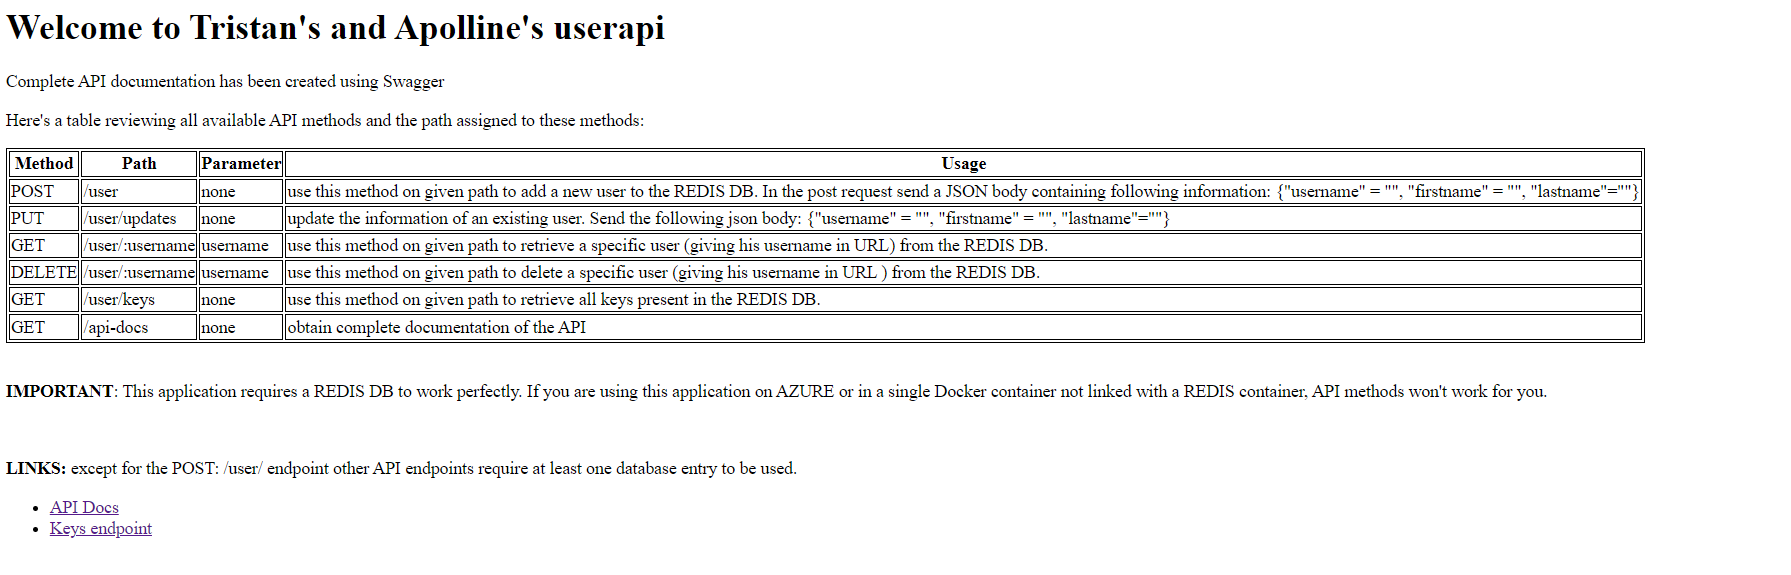 Welcome to Tristan's and Apolline's userapi
Complete API documentation has been created using Swagger
Here's a table reviewing all available API methods and the path assigned to these methods:
Method Path Parameter Usage
POST /user none use this method on given path to add a new user to the REDIS DB. In the post request send a JSON body containing following information: {"username" = "", "firstname" = "", "lastname"=""}
PUT /user/updates none update the information of an existing user. Send the following json body: {"username" = "", "firstname" = "", "lastname"=""}
GET /user/:username username use this method on given path to retrieve a specific user (giving his username in URL) from the REDIS DB.
DELETE /user/:username username use this method on given path to delete a specific user (giving his username in URL ) from the REDIS DB.
GET /user/keys none use this method on given path to retrieve all keys present in the REDIS DB.
GET /api-docs none obtain complete documentation of the API
IMPORTANT: This application requires a REDIS DB to work perfectly. If you are using this application on AZURE or in a single Docker container not linked with a REDIS container, API methods won't work for you.
LINKS: except for the POST: /user/ endpoint other API endpoints require at least one database entry to be used.
• API Docs
• Keys endpoint